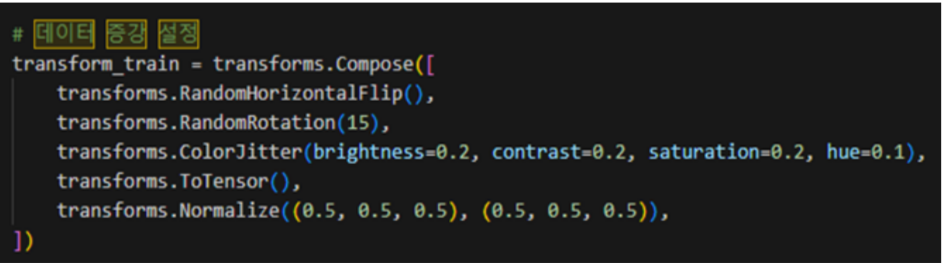 # 데이터 증강 설정
transform_train = transforms.Compose([
    transforms.RandomHorizontalFlip(),
    transforms.RandomRotation(15),
    transforms.ColorJitter(brightness=0.2, contrast=0.2, saturation=0.2, hue=0.1),
    transforms.ToTensor(),
    transforms.Normalize((0.5, 0.5, 0.5), (0.5, 0.5, 0.5)),
])